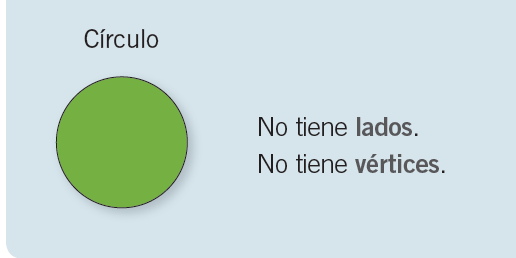 Círculo
No tiene lados.
No tiene vértices.